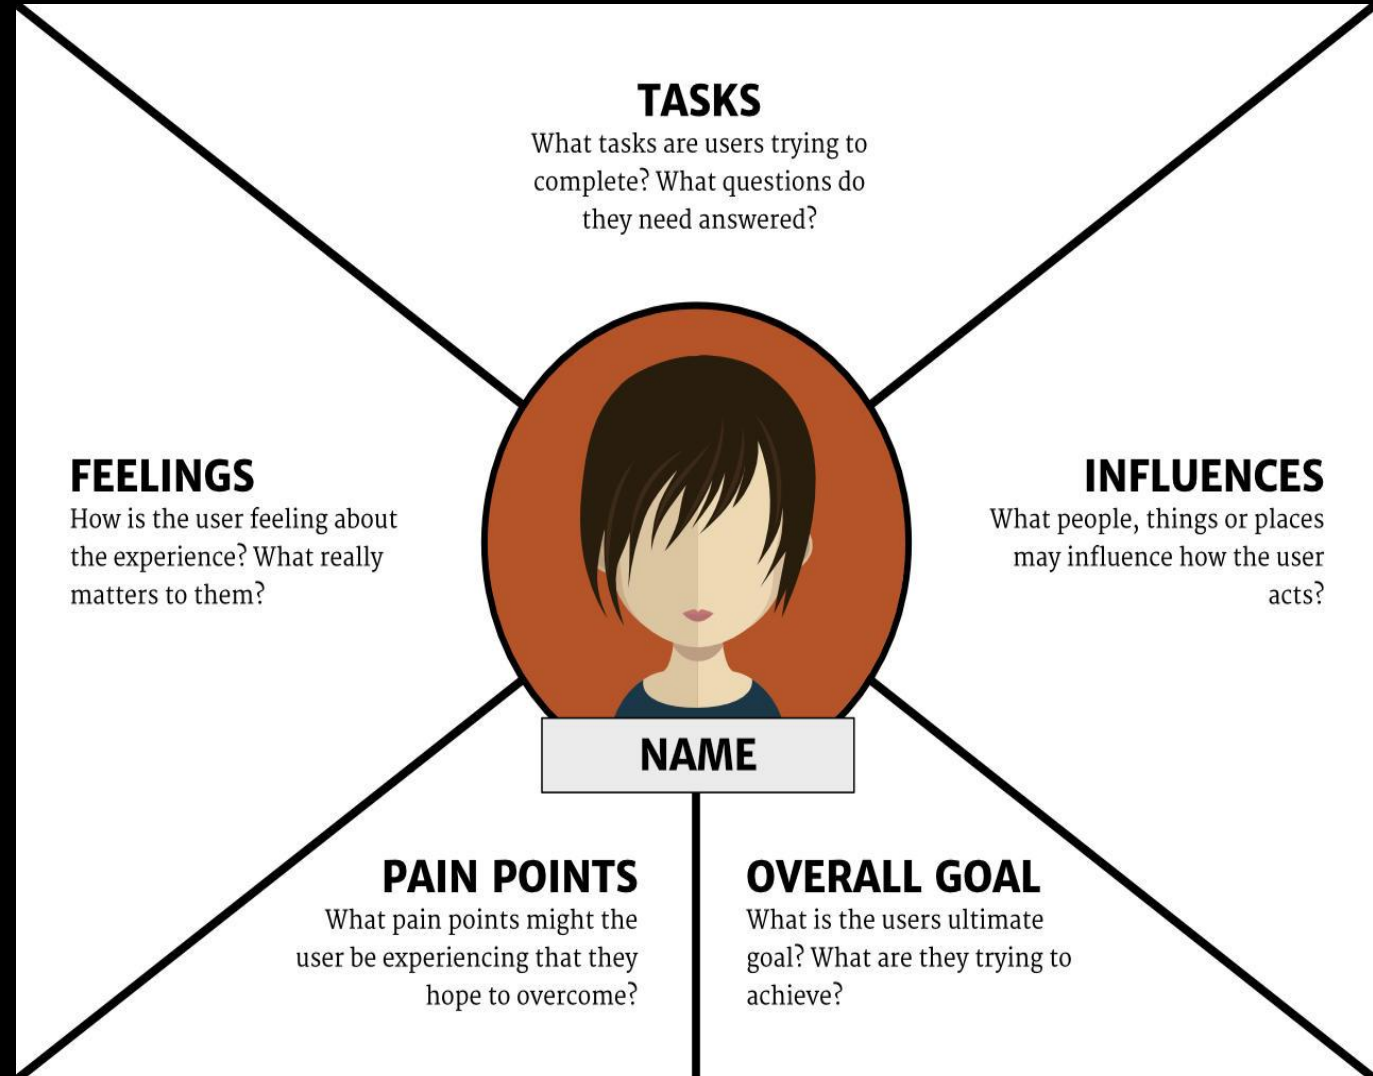 TASKS
What tasks are users trying to
complete? What questions do
they need answered?
FEELINGS
How is the user feeling about
the experience? What really
matters to them?
INFLUENCES
What people, things or places
may influence how the user
acts?
NAME
PAIN POINTS
What pain points might the
user be experiencing that they
hope to overcome?
OVERALL GOAL
What is the users ultimate
goal? What are they trying to
achieve?